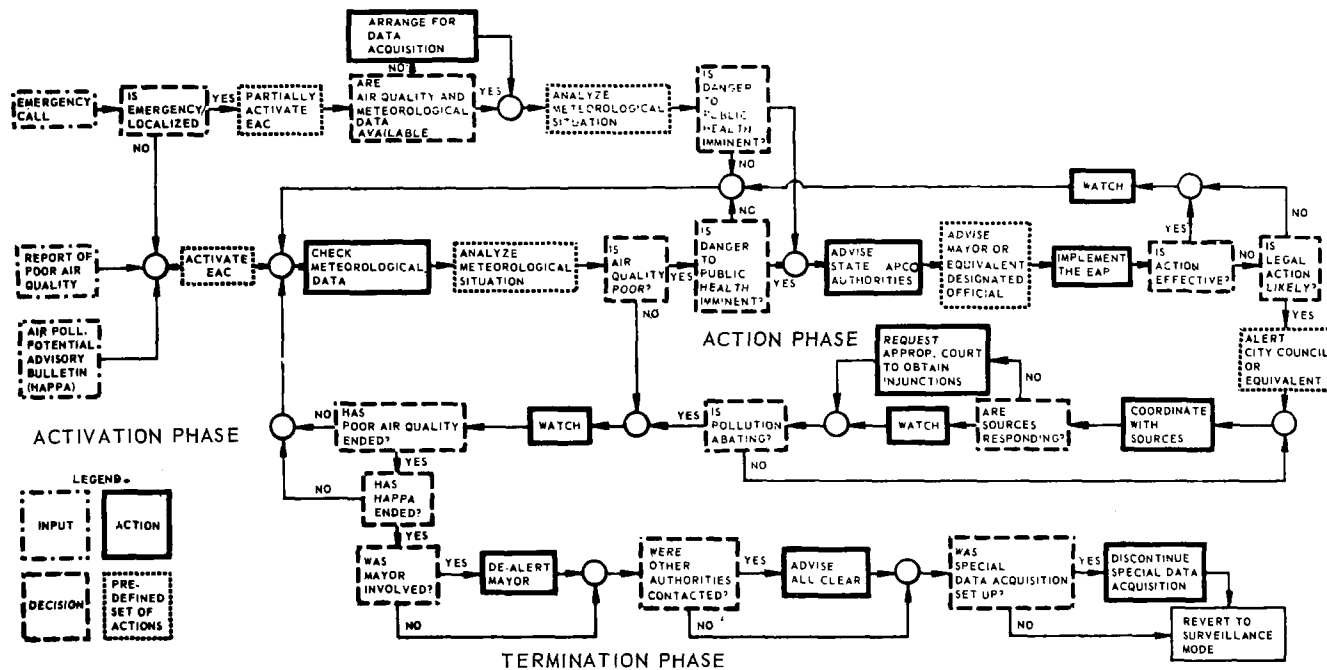 ARRANGE FOR
DATA
ACQUISITION
NO
EMERGENCY
CALL
IS
EMERGENCY
LOCALIZED
YES
NO
PARTIALLY
ACTIVATE
EAC
ARE
AIR QUALITY AND
METEOROLOGICAL
DATA
AVAILABLE
YES
ANALYZE
METEOROLOGICAL
SITUATION
IS
DANGER
TO
PUBLIC
HEALTH
IMMINENT?
NO
REPORT OF
POOR AIR
QUALITY
AIR POLL.
POTENTIAL
ADVISORY
BULLETIN
(HAPPA)
ACTIVATE
EAC
CHECK
METEOROLOGICAL
DATA
ANALYZE
METEOROLOGICAL
SITUATION
IS
AIR
QUALITY
POOR?
YES
NO
NO
IS
DANGER
TO
PUBLIC
HEALTH
IMMINENT?
YES
ADVISE
STATE APCO
AUTHORITIES
ADVISE
MAYOR OR
EQUIVALENT
DESIGNATED
OFFICIAL
IMPLEMENT
THE EAP
IS
ACTION
EFFECTIVE?
YES
NO
WATCH
NO
IS
LEGAL
ACTION
LIKELY?
YES
ACTION PHASE
ALERT
CITY COUNCIL
OR
EQUIVALENT
REQUEST
APPROP. COURT
TO OBTAIN
INJUNCTIONS
NO
COORDINATE
WITH
SOURCES
ARE
SOURCES
RESPONDING?
WATCH
IS
POLLUTION
ABATING?
YES
NO
WATCH
HAS
POOR AIR QUALITY
ENDED?
NO
YES
ACTIVATION PHASE
HAS
HAPPA
ENDED?
NO
YES
LEGEND
INPUT
ACTION
DECISION
PRE-
DEFINED
SET OF
ACTIONS
WAS
MAYOR
INVOLVED?
YES
NO
DE-ALERT
MAYOR
WERE
OTHER
AUTHORITIES
CONTACTED?
YES
NO
ADVISE
ALL CLEAR
WAS
SPECIAL
DATA ACQUISITION
SET UP?
YES
NO
DISCONTINUE
SPECIAL DATA
ACQUISITION
REVERT TO
SURVEILLANCE
MODE
TERMINATION PHASE